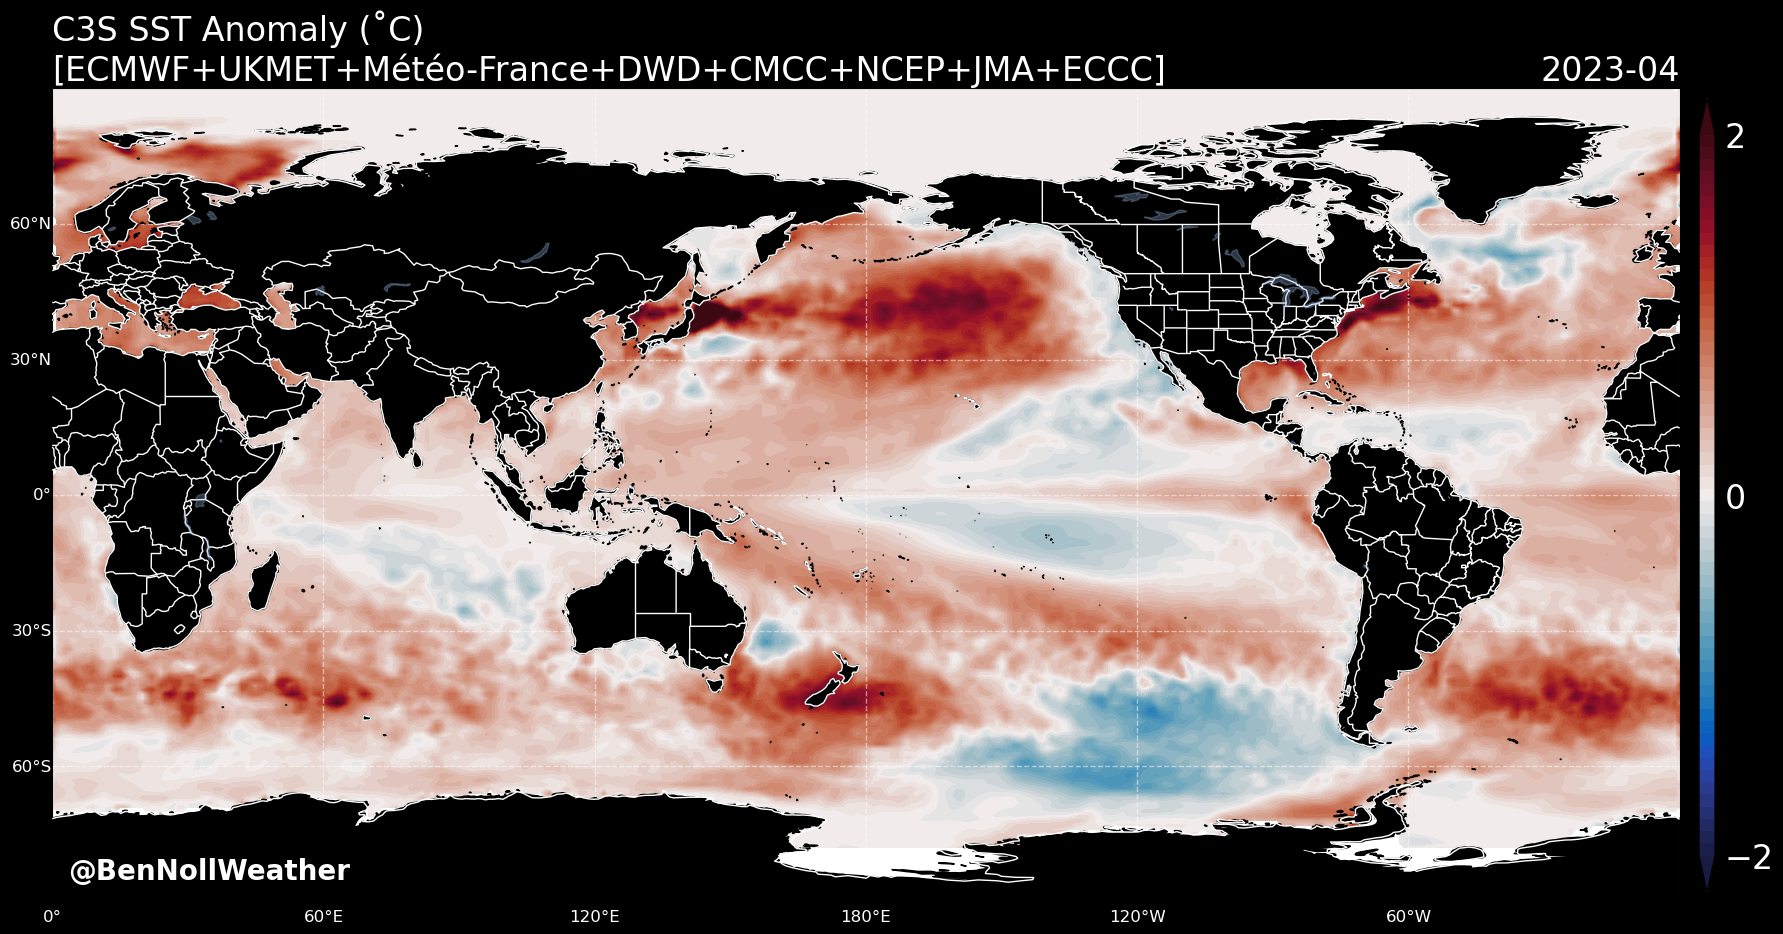 C3S SST Anomaly (˚C)
[ECMWF+UKMET+Météo-France+DWD+CMCC+NCEP+JMA+ECCC]
2023-04
60°N
30°N
0°
30°S
60°S
0°
60°E
120°E
180°E
120°W
60°W
2
0
−2
@BenNollWeather